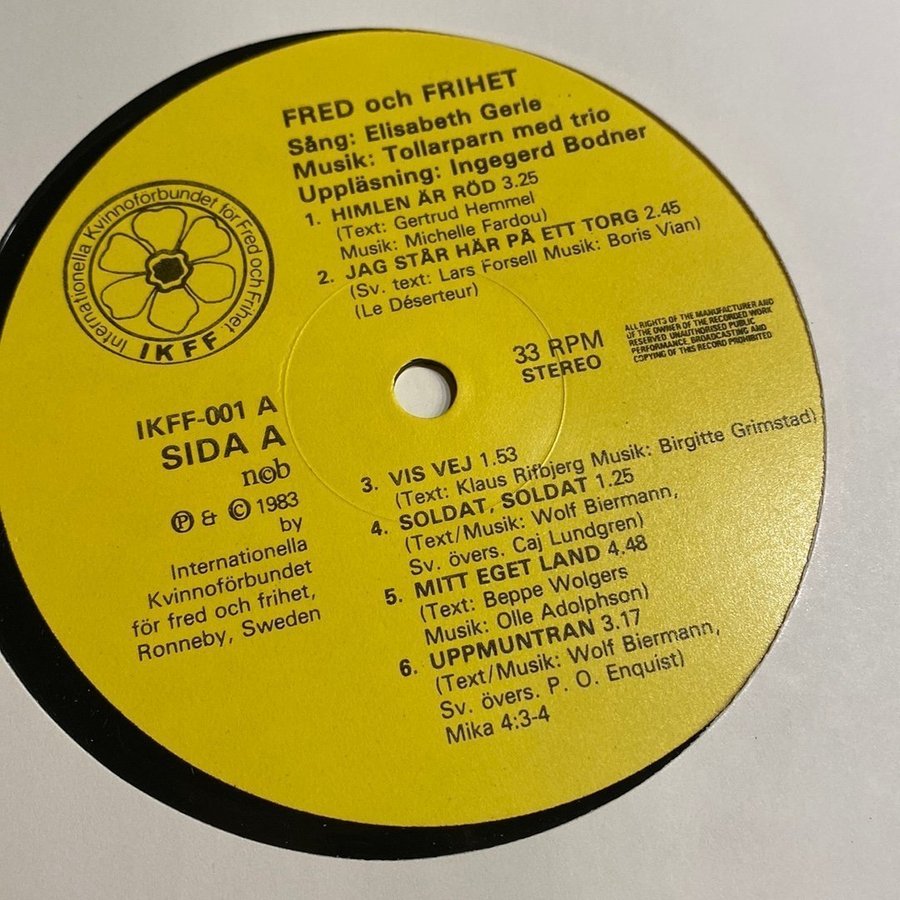 FRED och FRIHET
Sång: Elisabeth Gerle
Musik: Tollarparn med trio
Uppläsning: Ingegerd Bodner
1. HIMLEN ÄR RÖD 3.25
(Text: Gertrud Hemmel
Musik: Michelle Fardou)
2. JAG STÅR HÄR PÅ ETT TORG 2.45
(Sv. text: Lars Forsell Musik: Boris Vian)
(Le Déserteur)
Internationella Kvinnoförbundet för Fred och Frihet.
IKFF
33 RPM
STEREO
ALL RIGHTS OF THE MANUFACTURER AND
OF THE OWNER OF THE RECORDED WORK
RESERVED UNAUTHORISED PUBLIC
PERFORMANCE, BROADCASTING AND
COPYING OF THIS RECORD PROHIBITED
IKFF-001 A
SIDA A
n©b
℗ & © 1983
by
Internationella
Kvinnoförbundet
för fred och frihet,
Ronneby, Sweden
3. VIS VEJ 1.53
(Text: Klaus Rifbjerg Musik: Birgitte Grimstad)
4. SOLDAT, SOLDAT 1.25
(Text/Musik: Wolf Biermann,
Sv. övers. Caj Lundgren)
5. MITT EGET LAND 4.48
(Text: Beppe Wolgers
Musik: Olle Adolphson)
6. UPPMUNTRAN 3.17
(Text/Musik: Wolf Biermann,
Sv. övers. P. O. Enquist)
Mika 4:3-4